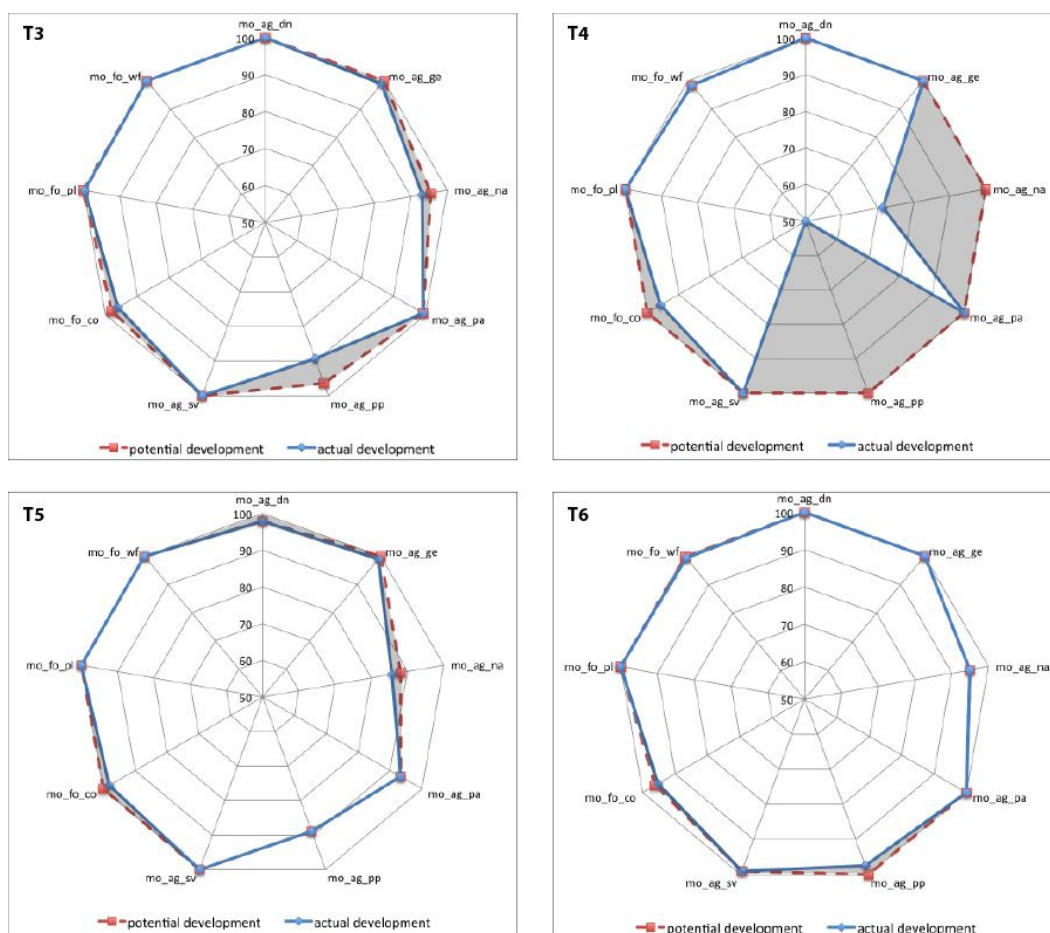 T3
mo_ag_dn
100
mo_fo_wf
mo_ag_ge
90
80
70
mo_fo_pl
mo_ag_na
60
50
mo_fo_co
mo_ag_pa
mo_ag_sv
mo_ag_pp
potential development actual development
T4
mo_ag_dn
100
mo_fo_wf
mo_ag_ge
90
80
70
mo_fo_pl
mo_ag_na
60
50
mo_fo_co
mo_ag_pa
mo_ag_sv
mo_ag_pp
potential development actual development
T5
mo_ag_dn
100
mo_fo_wf
mo_ag_ge
90
80
70
mo_fo_pl
mo_ag_na
60
50
mo_fo_co
mo_ag_pa
mo_ag_sv
mo_ag_pp
potential development actual development
T6
mo_ag_dn
100
mo_fo_wf
mo_ag_ge
90
80
70
mo_fo_pl
mo_ag_na
60
50
mo_fo_co
mo_ag_pa
mo_ag_sv
mo_ag_pp
potential development actual development